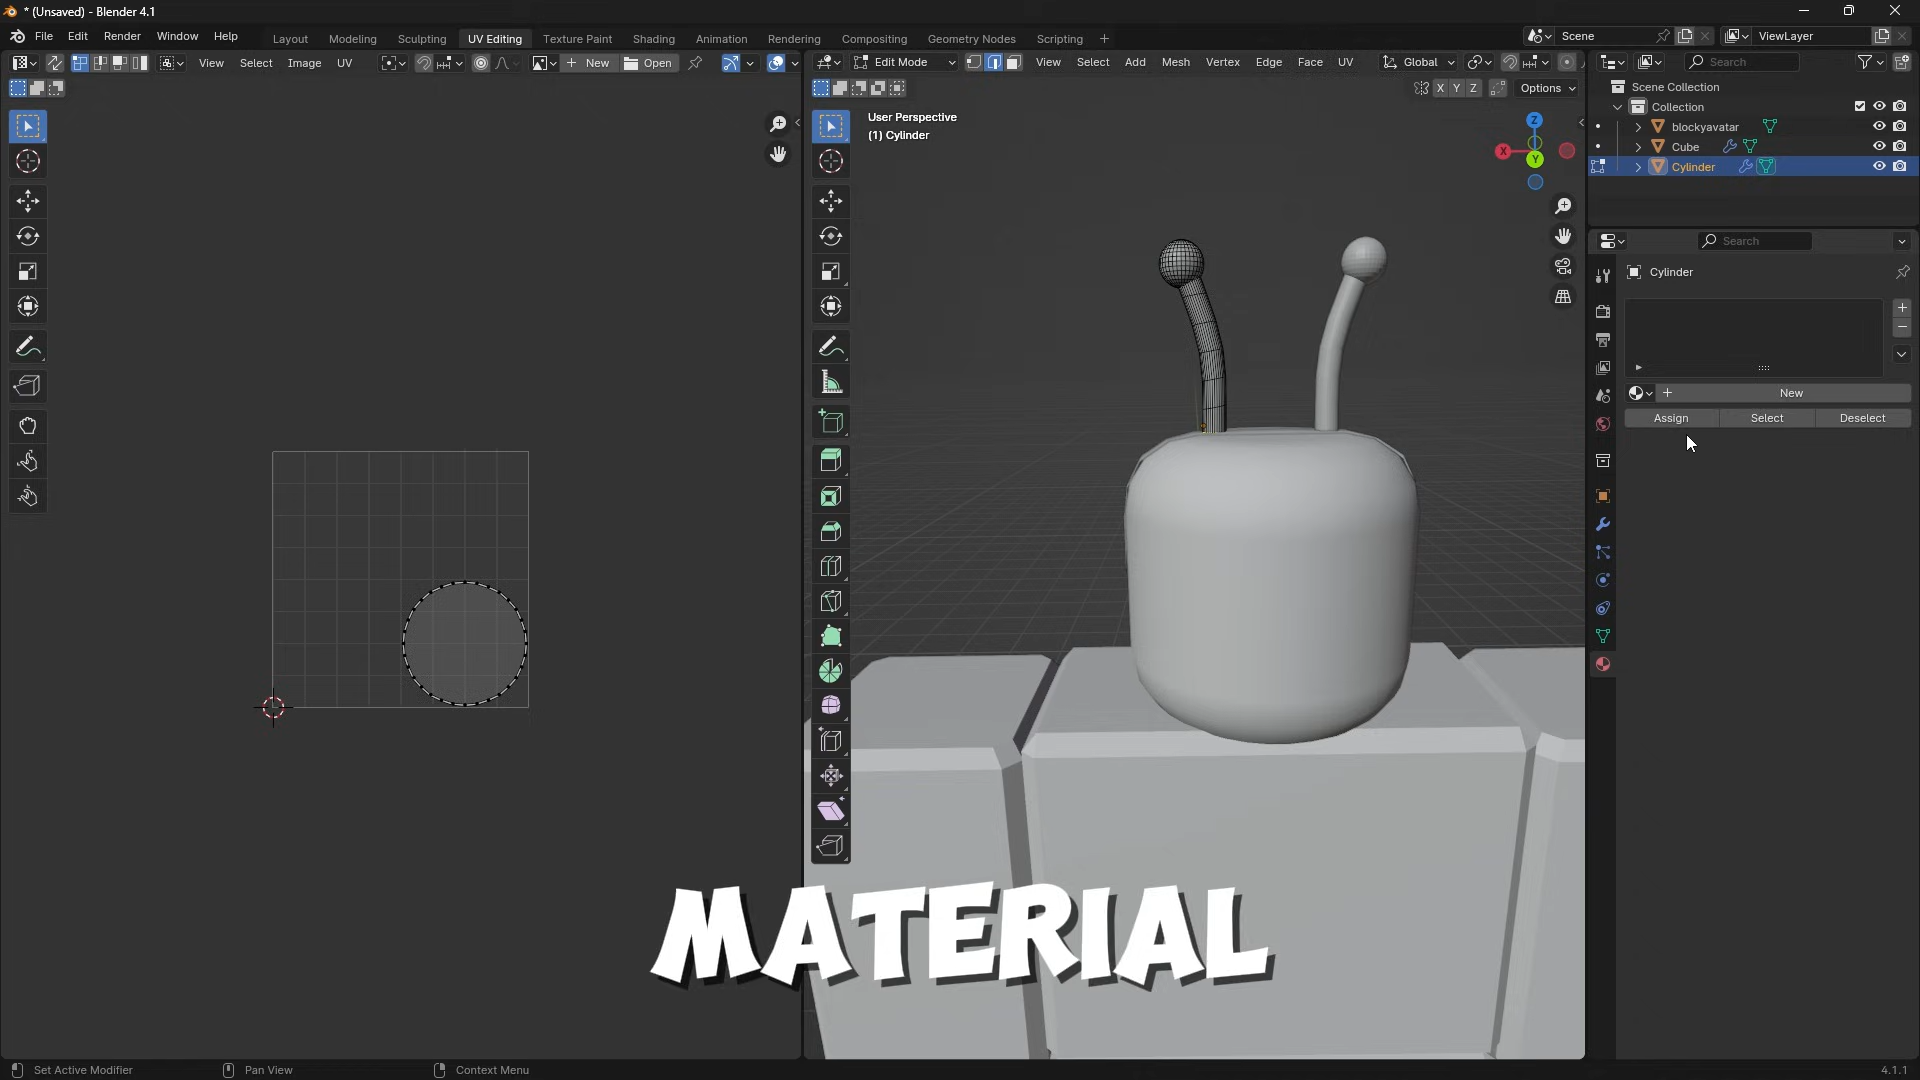 * (Unsaved) - Blender 4.1
File Edit Render Window Help
Layout Modeling Sculpting UV Editing Texture Paint Shading Animation Rendering Compositing Geometry Nodes Scripting +
Scene
ViewLayer
View Select Image UV
+ New
Open
Edit Mode
View Select Add Mesh Vertex Edge Face UV
Global
Search
X Y Z
Options
User Perspective
(1) Cylinder
Z
X
Y
Scene Collection
Collection
blockyavatar
Cube
Cylinder
Search
Cylinder
+ New
Assign Select Deselect
MATERIAL
Set Active Modifier
Pan View
Context Menu
4.1.1